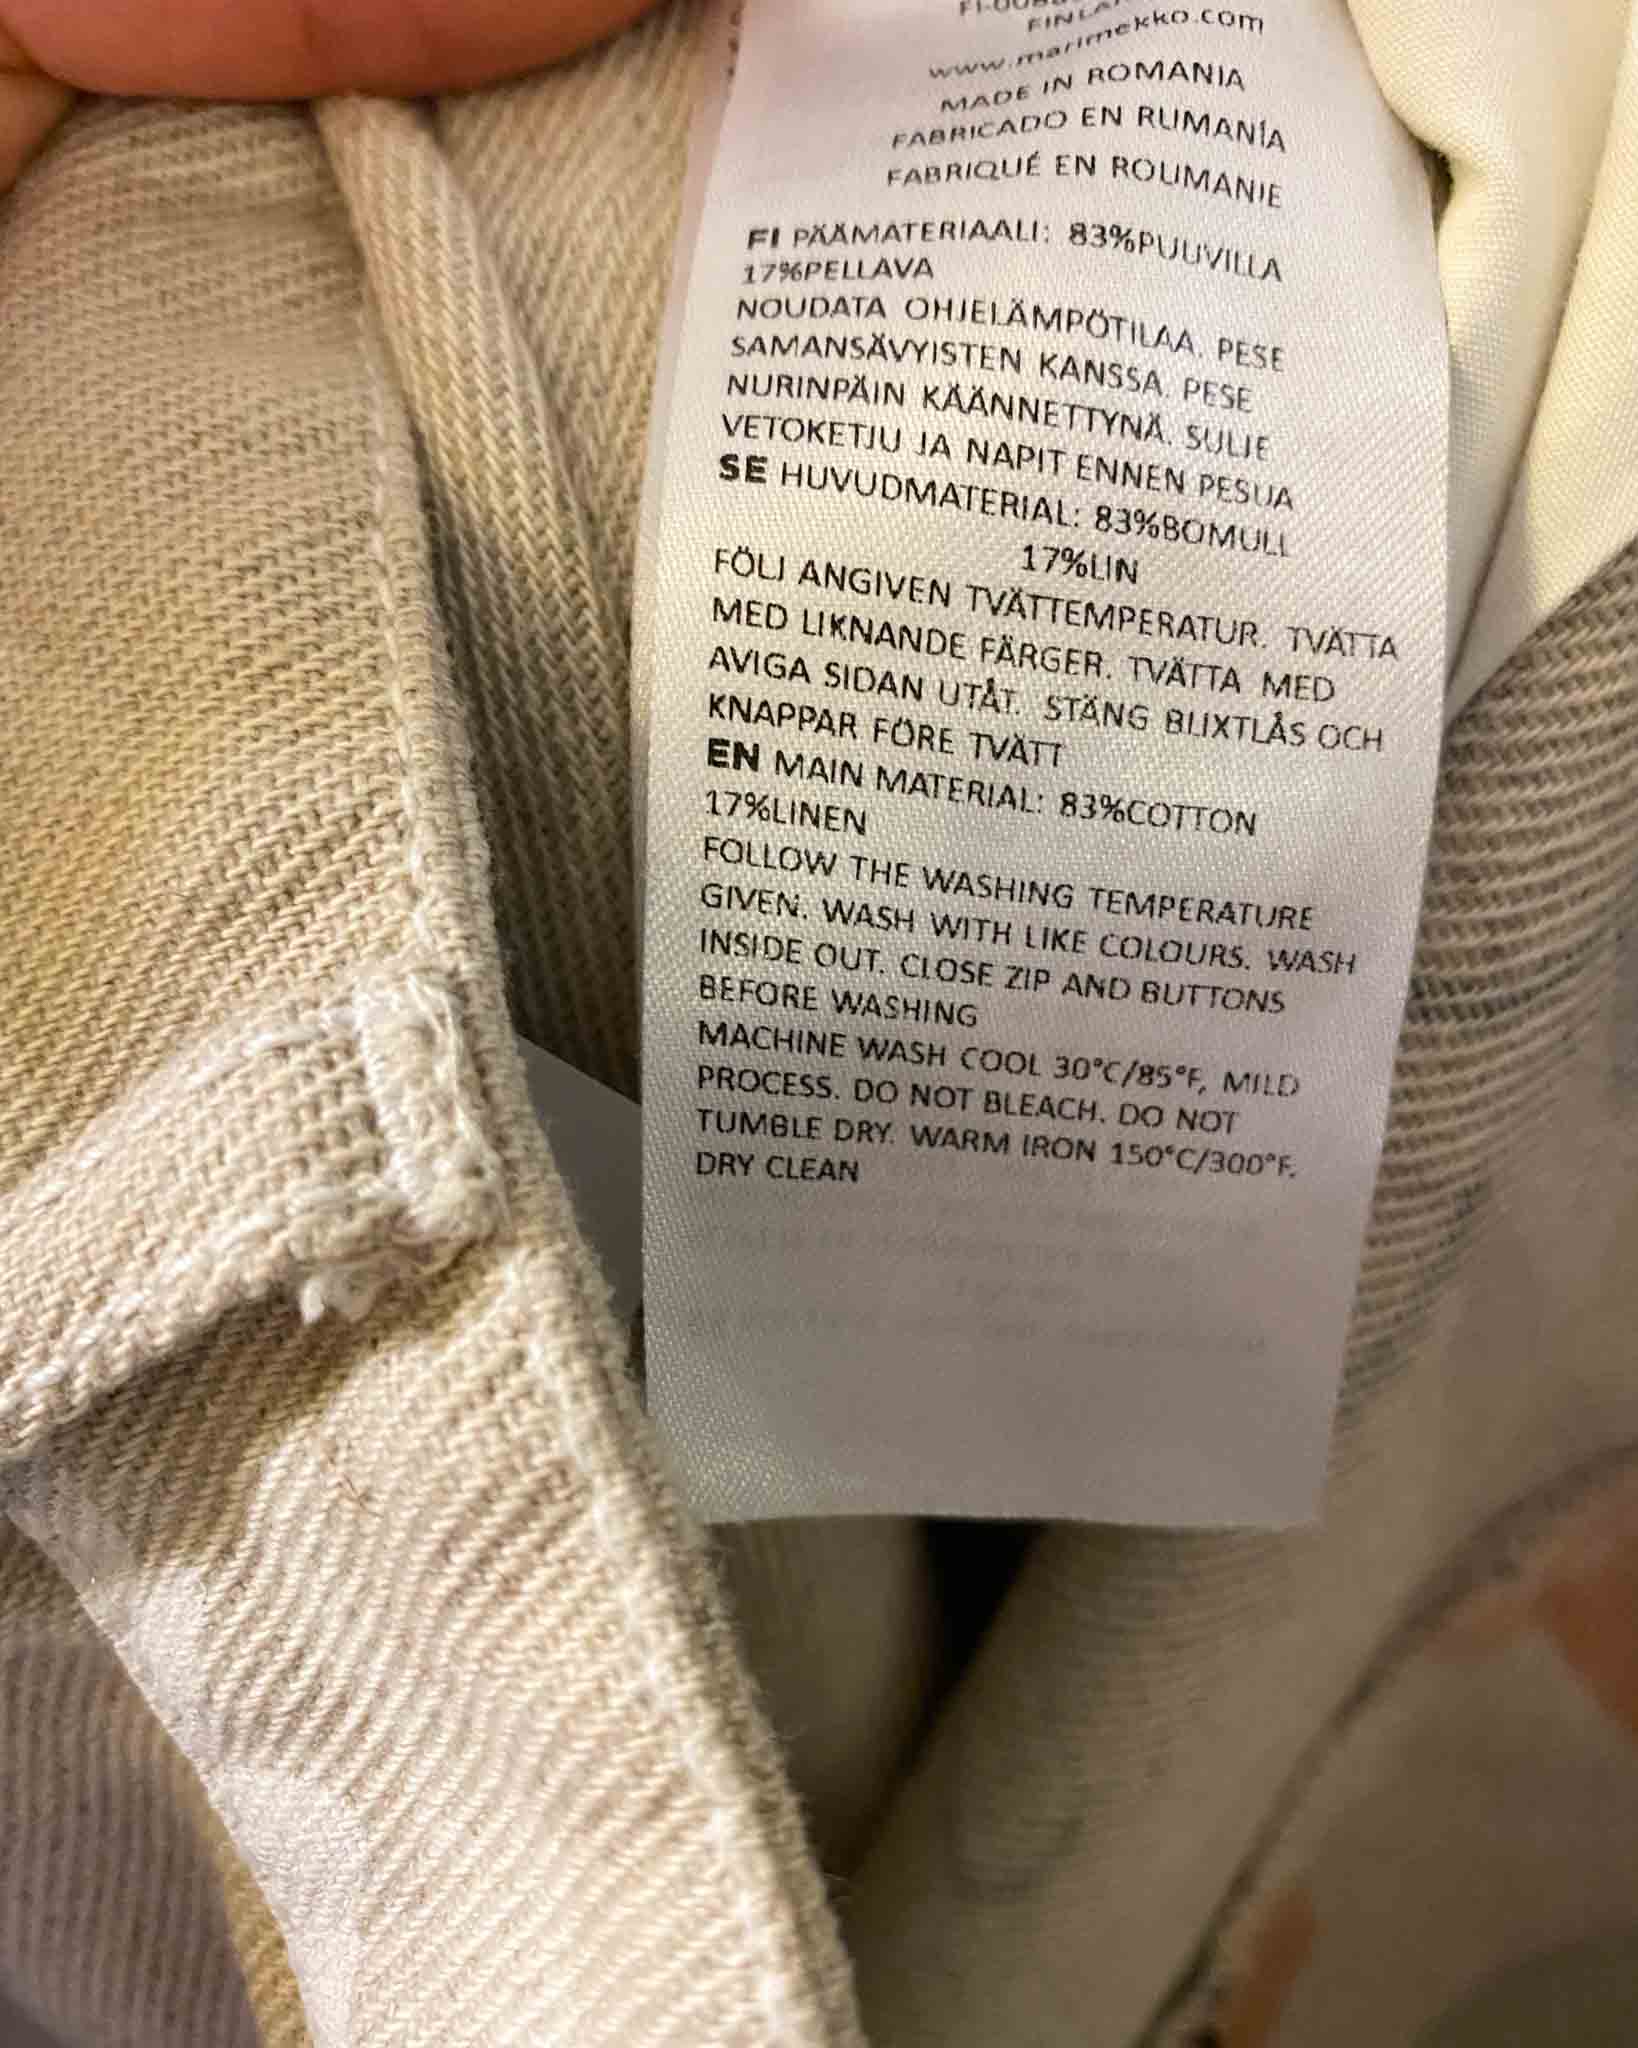 www.marimekko.com
MADE IN ROMANIA
FABRICADO EN RUMANÍA
FABRIQUÉ EN ROUMANIE
FI PÄÄMATERIAALI: 83%PUUVILLA
17%PELLAVA
NOUDATA OHJELÄMPÖTILAA. PESE
SAMANSÄVYISTEN KANSSA. PESE
NURINPÄIN KÄÄNNETTYNÄ. SULJE
VETOKETJU JA NAPIT ENNEN PESUA
SE HUVUDMATERIAL: 83%BOMULL
17%LIN
FÖLJ ANGIVEN TVÄTTEMPERATUR. TVÄTTA
MED LIKNANDE FÄRGER. TVÄTTA MED
AVIGA SIDAN UTÅT. STÄNG BLIXTLÅS OCH
KNAPPAR FÖRE TVÄTT
EN MAIN MATERIAL: 83%COTTON
17%LINEN
FOLLOW THE WASHING TEMPERATURE
GIVEN. WASH WITH LIKE COLOURS. WASH
INSIDE OUT. CLOSE ZIP AND BUTTONS
BEFORE WASHING
MACHINE WASH COOL 30°C/85°F, MILD
PROCESS. DO NOT BLEACH. DO NOT
TUMBLE DRY. WARM IRON 150°C/300°F.
DRY CLEAN